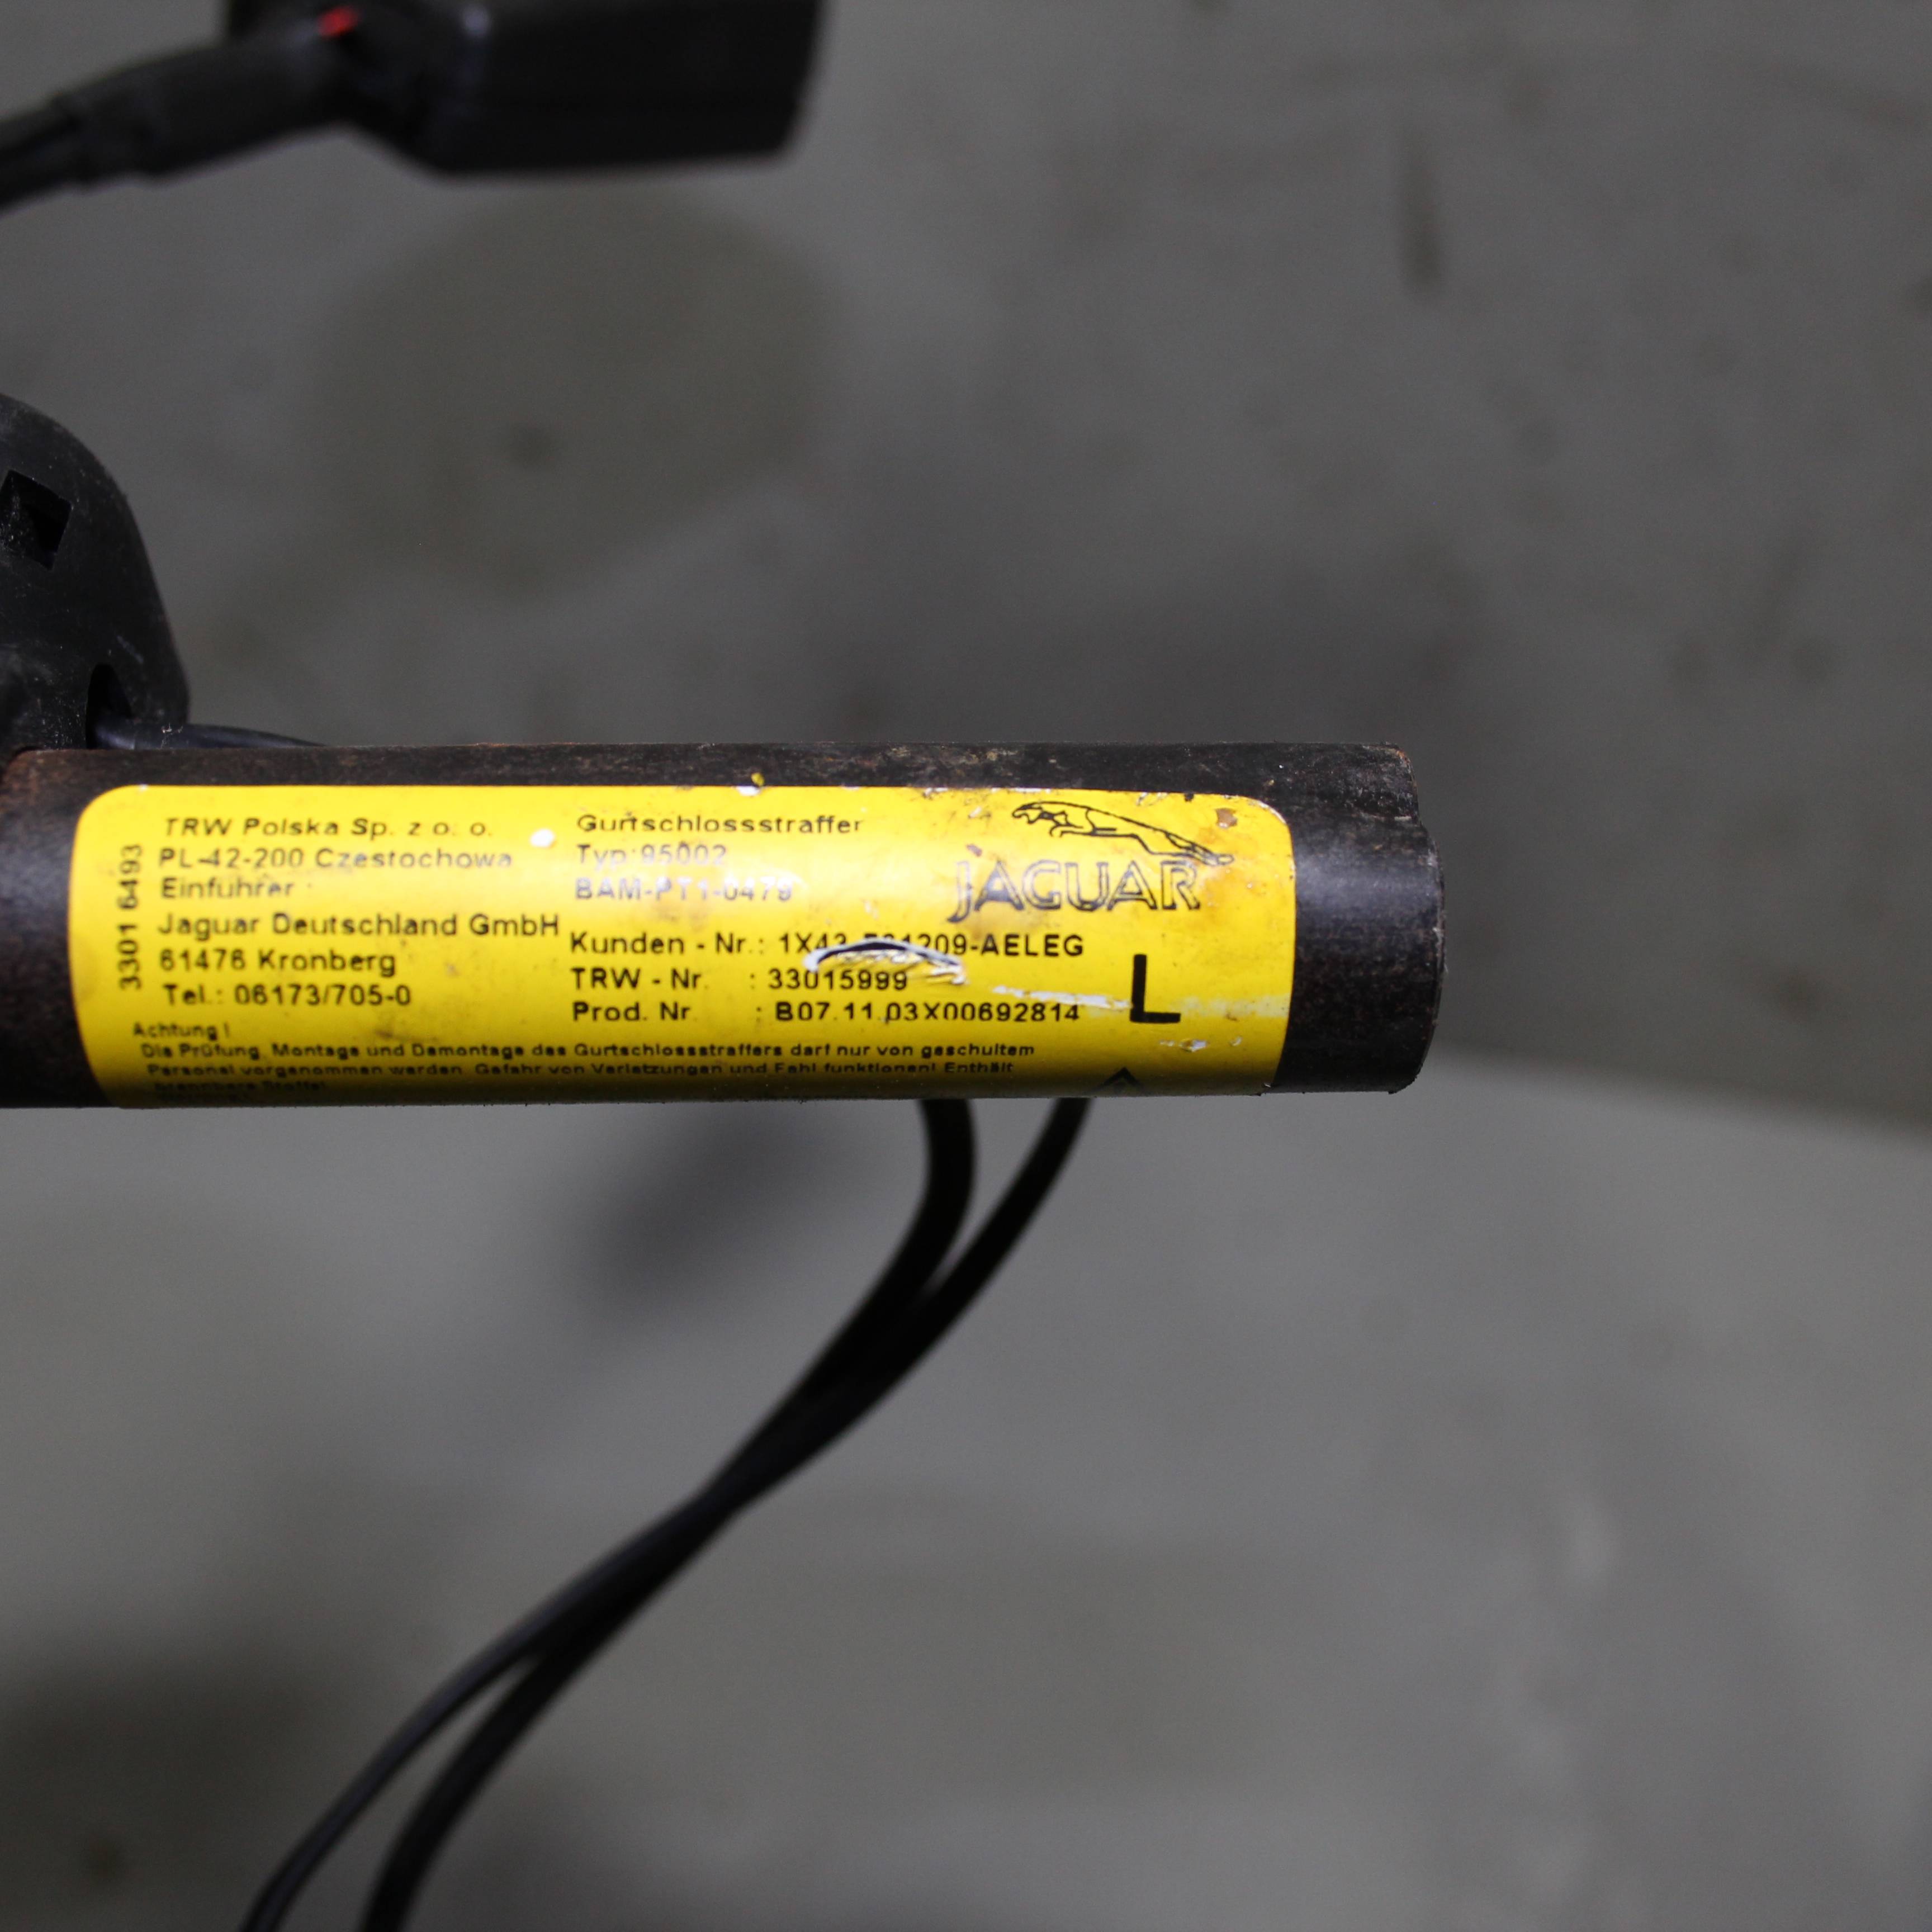 3301 6493
TRW Polska Sp. z o. o.
PL-42-200 Czestochowa
Einfuhrer :
Jaguar Deutschland GmbH
61476 Kronberg
Tel.: 06173/705-0
Gurtschlossstraffer
Typ:95002
BAM-PT1-0479
Kunden - Nr.:
TRW - Nr. : 33015999
Prod. Nr. : B07.11.03X00692814
JAGUAR
L
Achtung!
Die Prüfung, Montage und Demontage des Gurtschlossstraffers darf nur von geschultem
Personal vorgenommen werden. Gefahr von Verletzungen und Fehl funktionen! Enthält